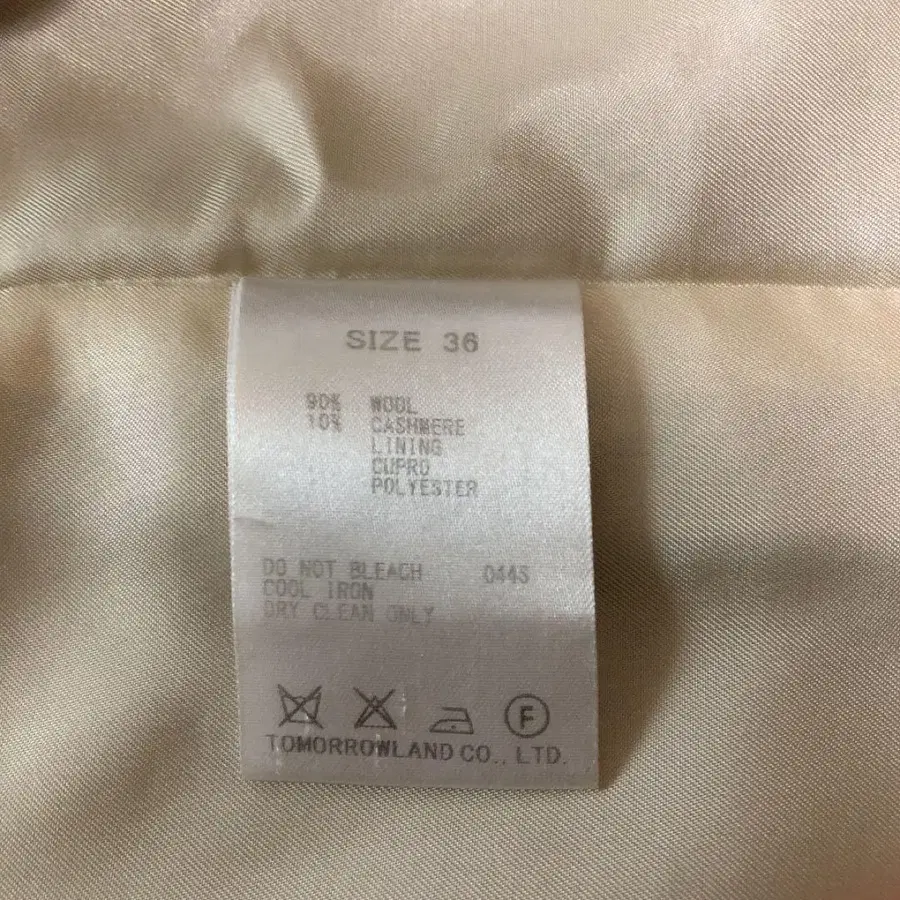 SIZE 36
90% WOOL
10% CASHMERE
LINING
CUPRO
POLYESTER
DO NOT BLEACH 0443
COOL IRON
DRY CLEAN ONLY
F
TOMORROWLAND CO., LTD.